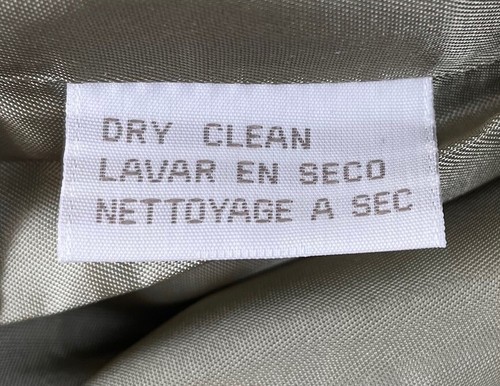 DRY CLEAN
LAVAR EN SECO
NETTOYAGE A SEC